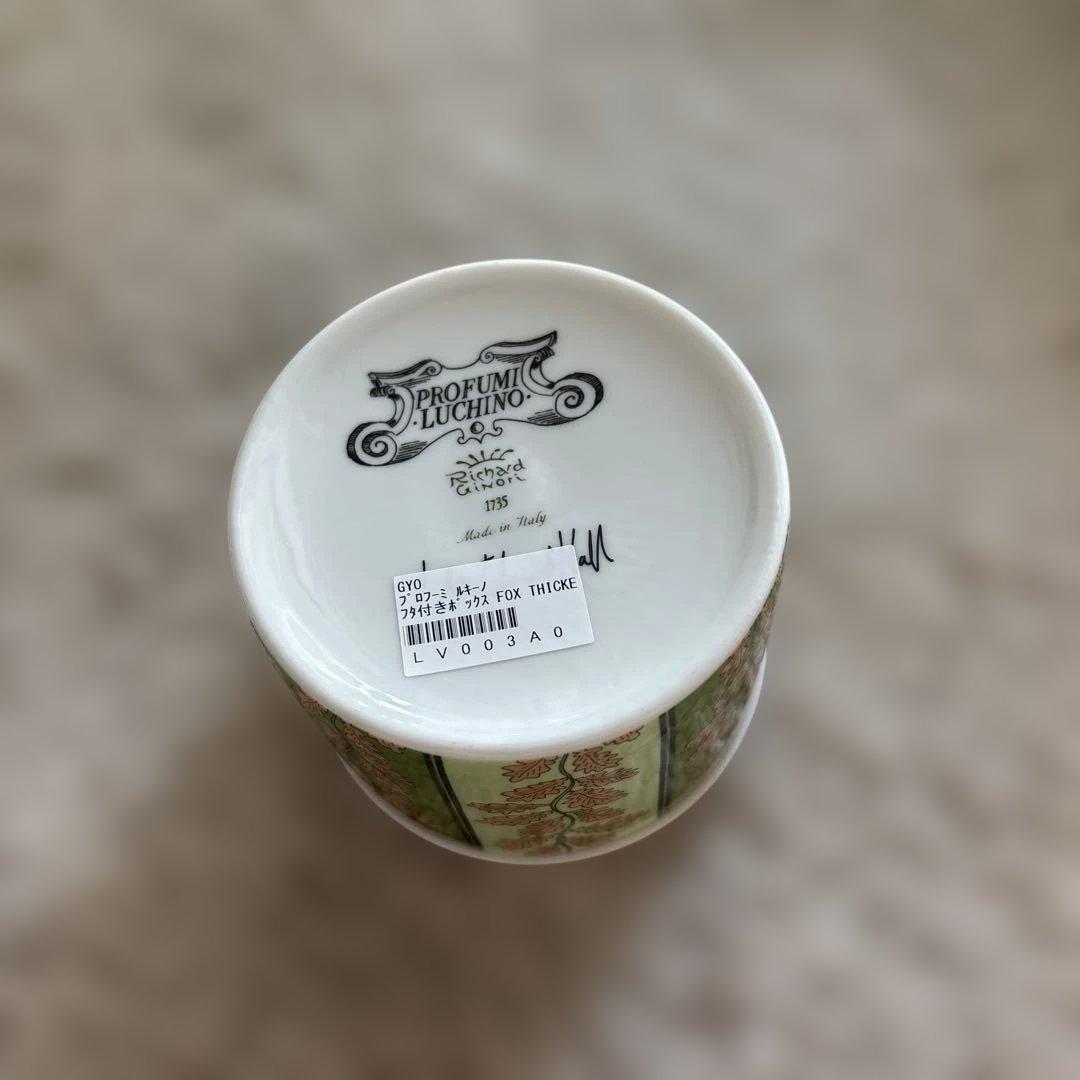 PROFUMI
·LUCHINO·
Richard
GiNori
1735
Made in Italy
GYO
プロフーミ ルキーノ
フタ付きボックス FOX THICKE
LV003A0